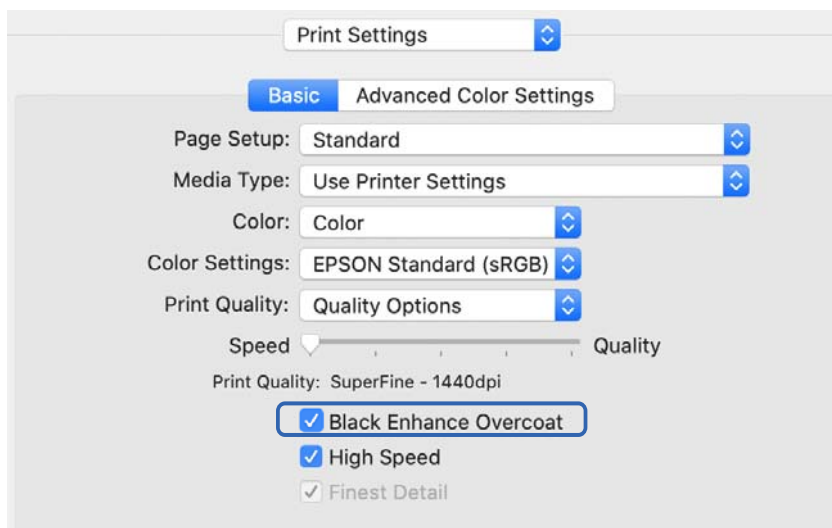 Print Settings
Basic Advanced Color Settings
Page Setup: Standard
Media Type: Use Printer Settings
Color: Color
Color Settings: EPSON Standard (sRGB)
Print Quality: Quality Options
Speed Quality
Print Quality: SuperFine - 1440dpi
Black Enhance Overcoat
High Speed
Finest Detail